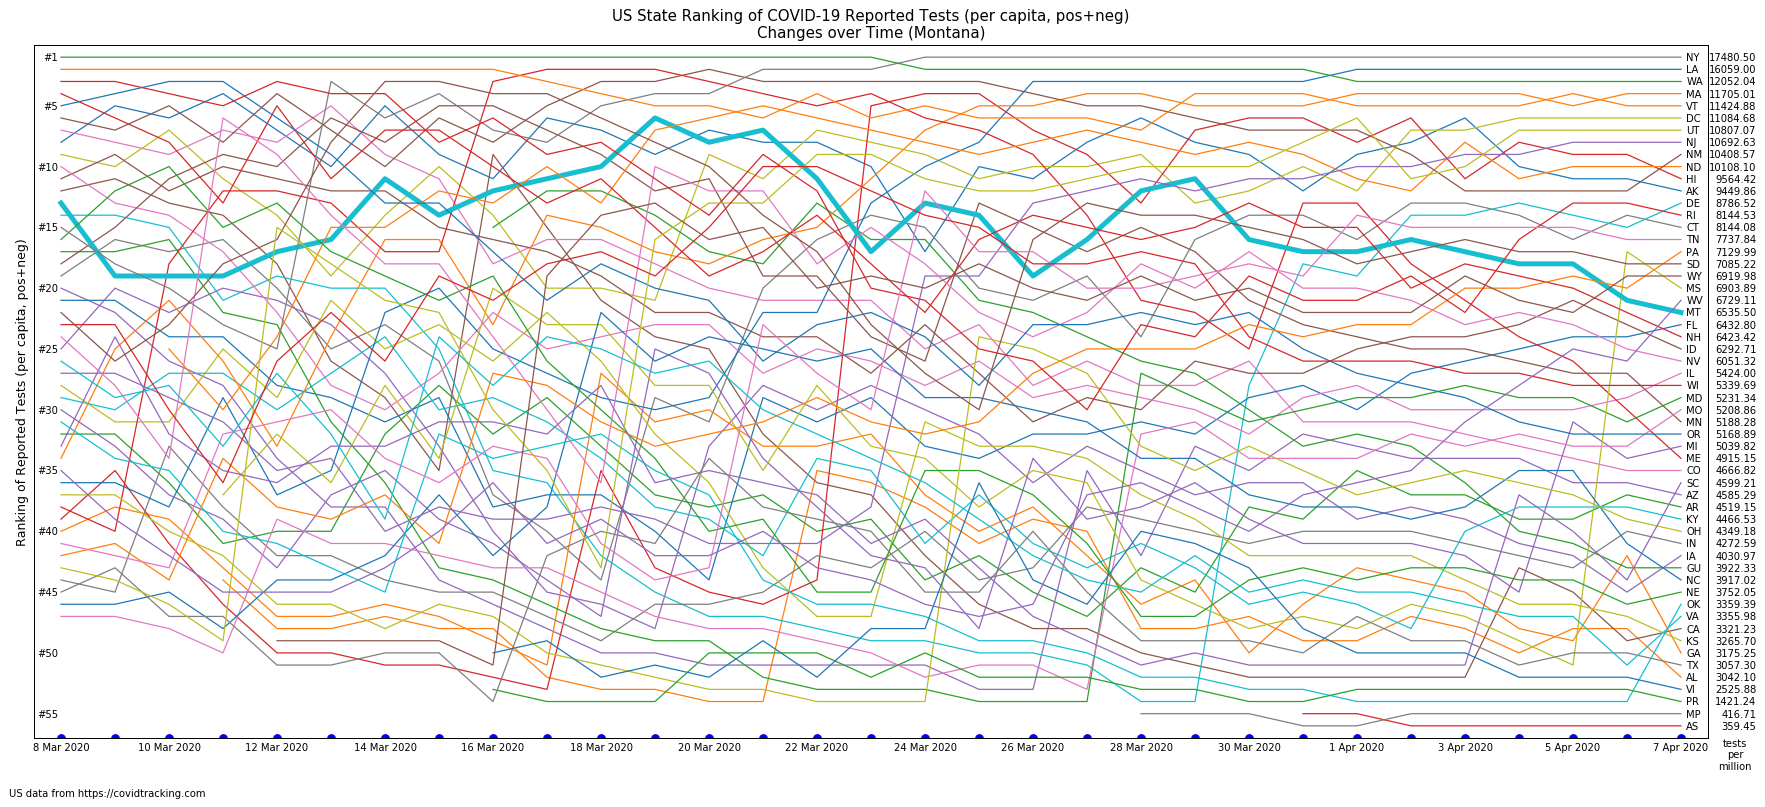 US State Ranking of COVID-19 Reported Tests (per capita, pos+neg)
Changes over Time (Montana)
Ranking of Reported Tests (per capita, pos+neg)
#1
#5
#10
#15
#20
#25
#30
#35
#40
#45
#50
#55
NY 17480.50
LA 16059.00
WA 12052.04
MA 11705.01
VT 11424.88
DC 11084.68
UT 10807.07
NJ 10692.63
NM 10408.57
ND 10108.10
HI 9564.42
AK 9449.86
DE 8786.52
RI 8144.53
CT 8144.08
TN 7737.84
PA 7129.99
SD 7085.22
WY 6919.98
MS 6903.89
WV 6729.11
MT 6535.50
FL 6432.80
NH 6423.42
ID 6292.71
NV 6051.32
IL 5424.00
WI 5339.69
MD 5231.34
MO 5208.86
MN 5188.28
OR 5168.89
MI 5039.82
ME 4915.15
CO 4666.82
SC 4599.21
AZ 4585.29
AR 4519.15
KY 4466.53
OH 4349.18
IN 4272.59
IA 4030.97
GU 3922.33
NC 3917.02
NE 3752.05
OK 3359.39
VA 3355.98
CA 3321.23
KS 3265.70
GA 3175.25
TX 3057.30
AL 3042.10
VI 2525.88
PR 1421.24
MP 416.71
AS 359.45
8 Mar 2020 10 Mar 2020 12 Mar 2020 14 Mar 2020 16 Mar 2020 18 Mar 2020 20 Mar 2020 22 Mar 2020 24 Mar 2020 26 Mar 2020 28 Mar 2020 30 Mar 2020 1 Apr 2020 3 Apr 2020 5 Apr 2020 7 Apr 2020
tests
per
million
US data from https://covidtracking.com